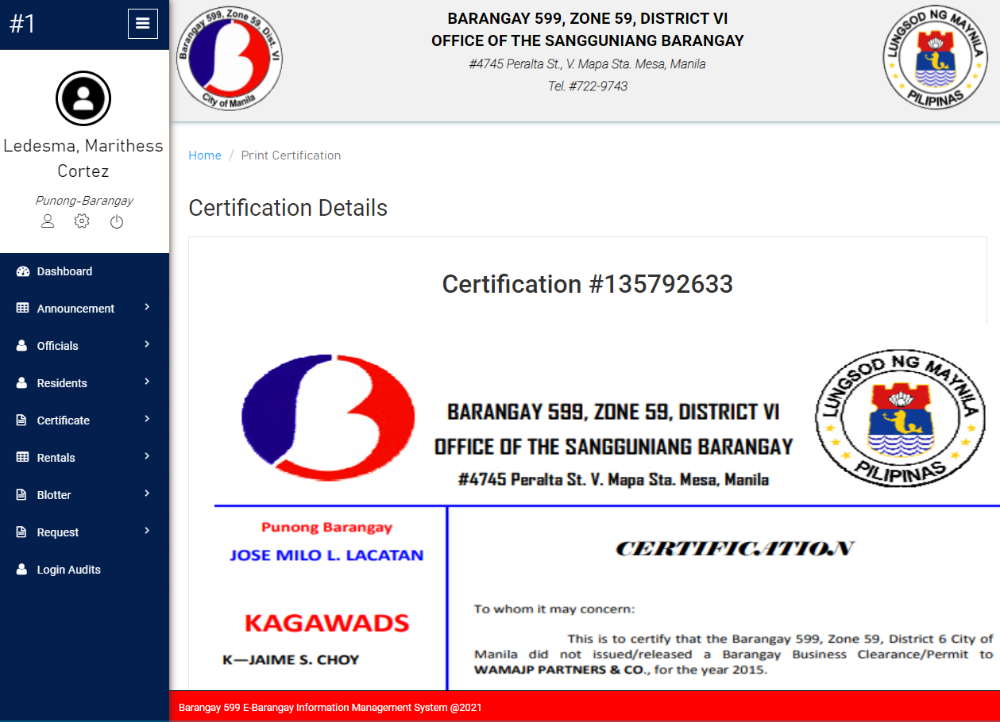 #1
Ledesma, Marithess
Cortez
Punong-Barangay
Dashboard
Announcement
Officials
Residents
Certificate
Rentals
Blotter
Request
Login Audits
Barangay 599, Zone 59, Dist. VI
City of Manila
BARANGAY 599, ZONE 59, DISTRICT VI
OFFICE OF THE SANGGUNIANG BARANGAY
#4745 Peralta St., V. Mapa Sta. Mesa, Manila
Tel. #722-9743
LUNGSOD NG MAYNILA
PILIPINAS
Home / Print Certification
Certification Details
Certification #135792633
BARANGAY 599, ZONE 59, DISTRICT VI
OFFICE OF THE SANGGUNIANG BARANGAY
#4745 Peralta St. V. Mapa Sta. Mesa, Manila
LUNGSOD NG MAYNILA
PILIPINAS
Punong Barangay
JOSE MILO L. LACATAN
KAGAWADS
K—JAIME S. CHOY
CERTIFICATION
To whom it may concern:
This is to certify that the Barangay 599, Zone 59, District 6 City of
Manila did not issued/released a Barangay Business Clearance/Permit to
WAMAJP PARTNERS & CO., for the year 2015.
Barangay 599 E-Barangay Information Management System @2021